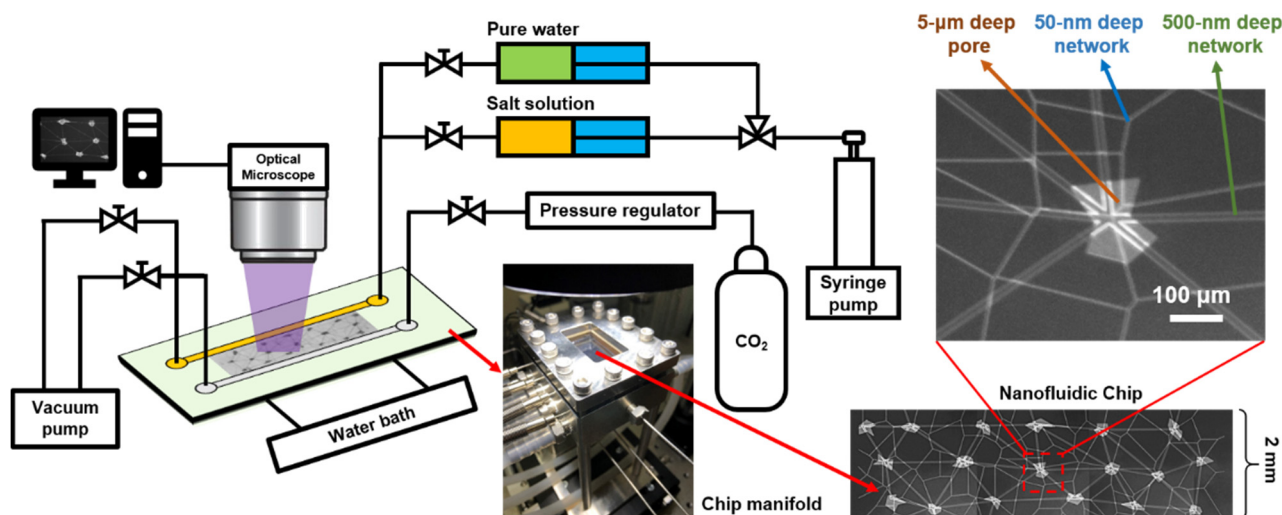 Pure water
Salt solution
Optical
Microscope
Pressure regulator
Vacuum
pump
Water bath
CO₂
Syringe
pump
Chip manifold
5-µm deep
pore
50-nm deep
network
500-nm deep
network
100 µm
Nanofluidic Chip
2 mm